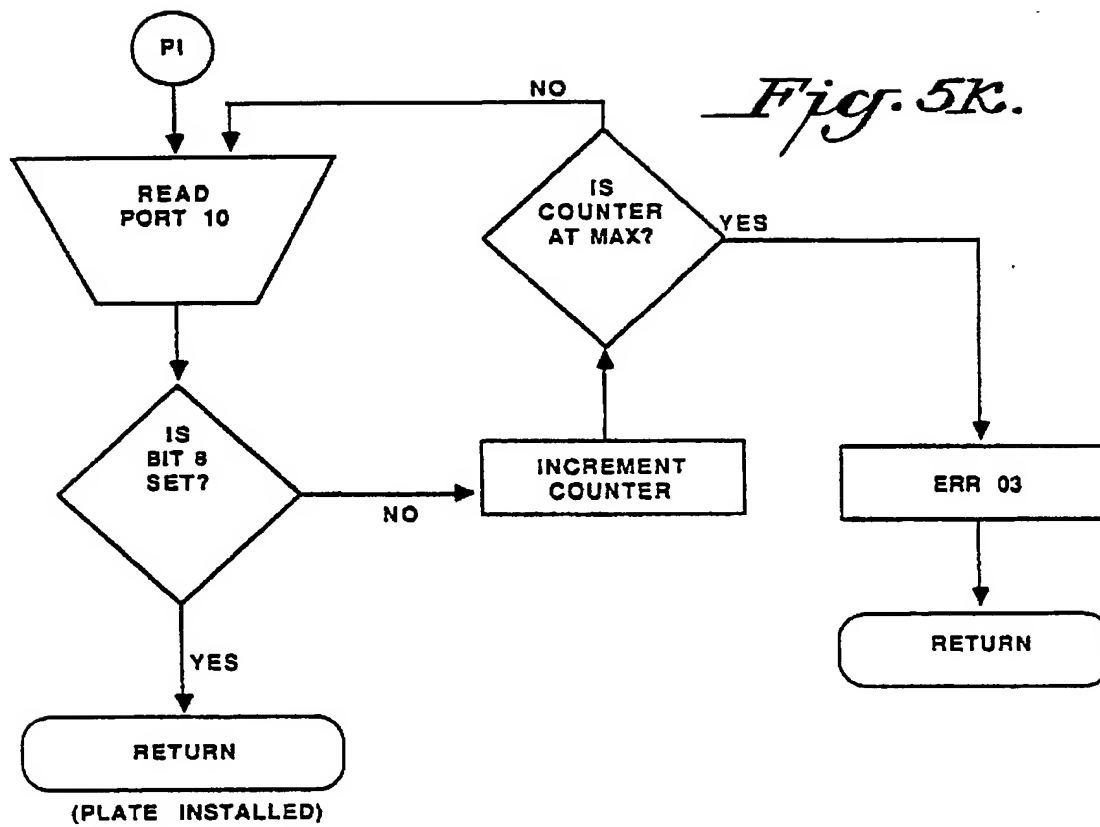 PI
NO
Fig. 5K.
READ
PORT 10
IS
COUNTER
AT MAX?
YES
IS
BIT 8
SET?
NO
INCREMENT
COUNTER
ERR 03
YES
RETURN
RETURN
(PLATE INSTALLED)